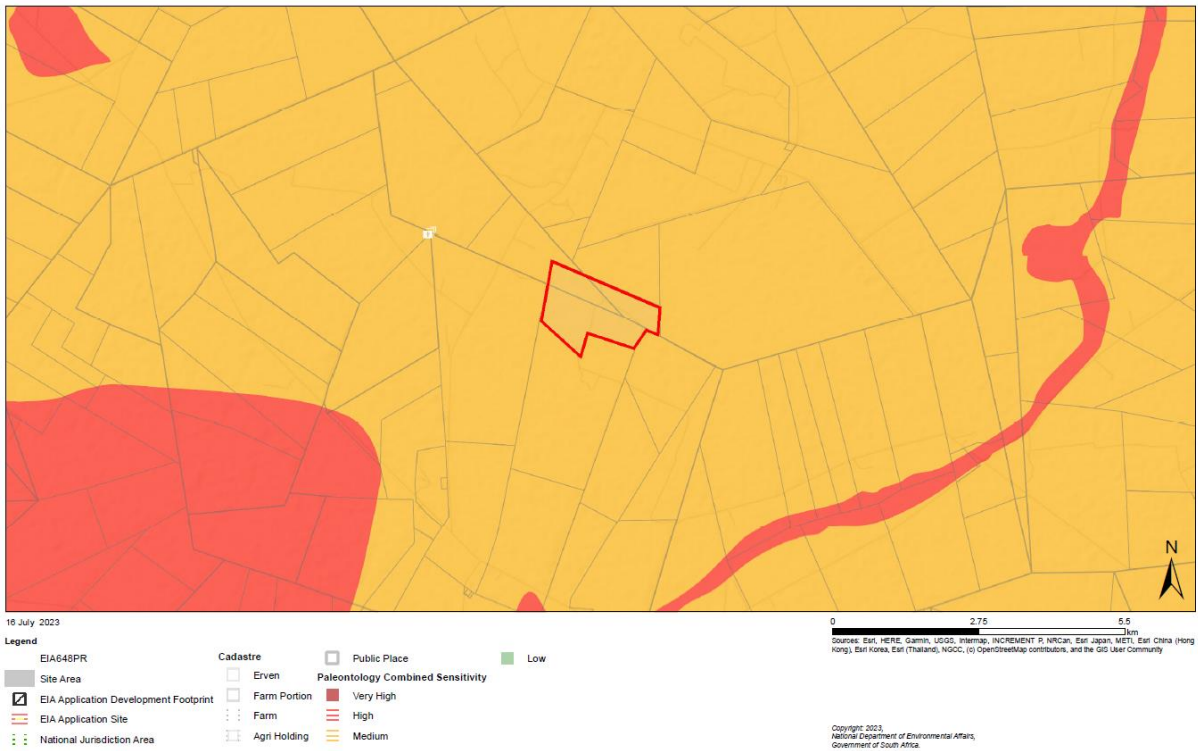 N
16 July 2023
Legend
EIA648PR
Site Area
EIA Application Development Footprint
EIA Application Site
National Jurisdiction Area
Cadastre
Erven
Farm Portion
Farm
Agri Holding
Public Place
Paleontology Combined Sensitivity
Very High
High
Medium
Low
0 2.75 5.5
km
Sources: Esri, HERE, Garmin, USGS, Intermap, INCREMENT P, NRCan, Esri Japan, METI, Esri China (Hong
Kong), Esri Korea, Esri (Thailand), NGCC, (c) OpenStreetMap contributors, and the GIS User Community
Copyright: 2023,
National Department of Environmental Affairs,
Government of South Africa.